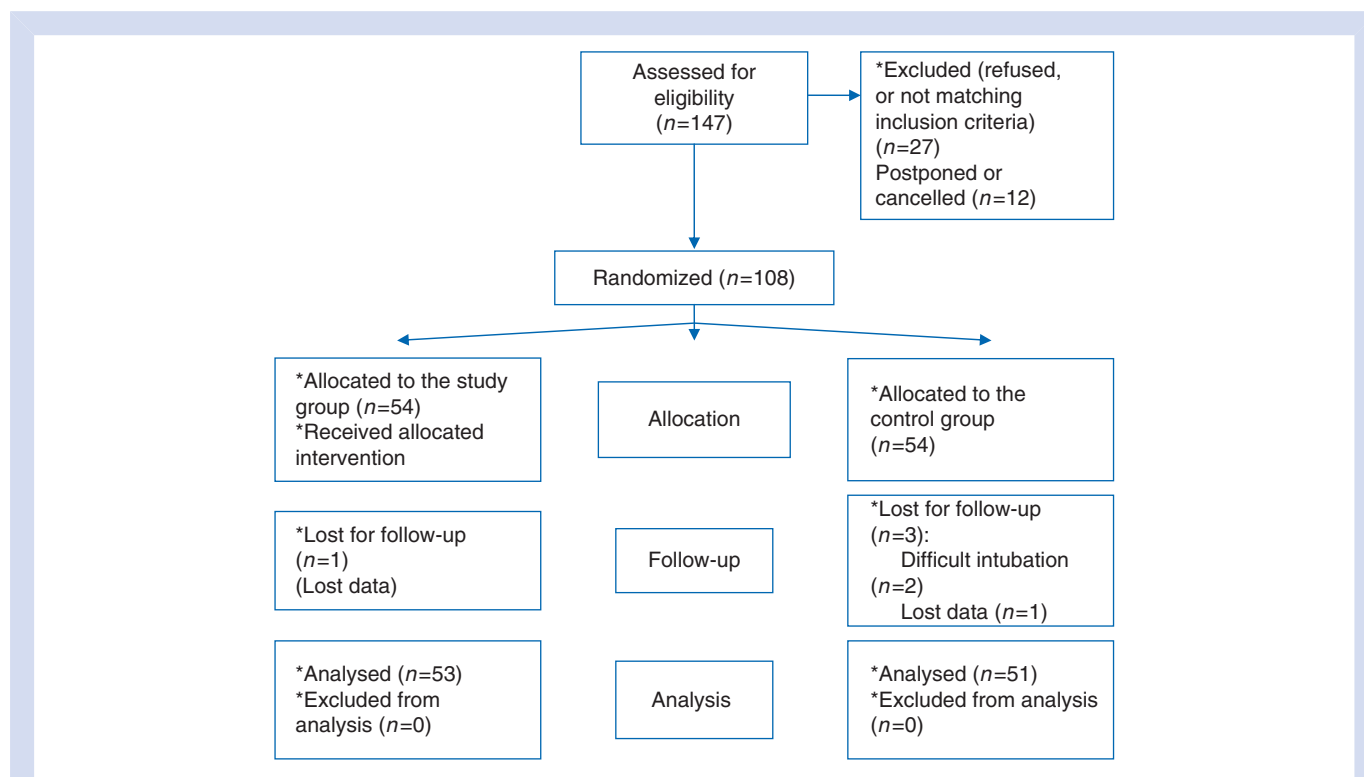 Assessed for
eligibility
(n=147)
*Excluded (refused,
or not matching
inclusion criteria)
(n=27)
Postponed or
cancelled (n=12)
Randomized (n=108)
*Allocated to the study
group (n=54)
*Received allocated
intervention
Allocation
*Allocated to the
control group
(n=54)
*Lost for follow-up
(n=1)
(Lost data)
Follow-up
*Lost for follow-up
(n=3):
Difficult intubation
(n=2)
Lost data (n=1)
*Analysed (n=53)
*Excluded from
analysis (n=0)
Analysis
*Analysed (n=51)
*Excluded from analysis
(n=0)